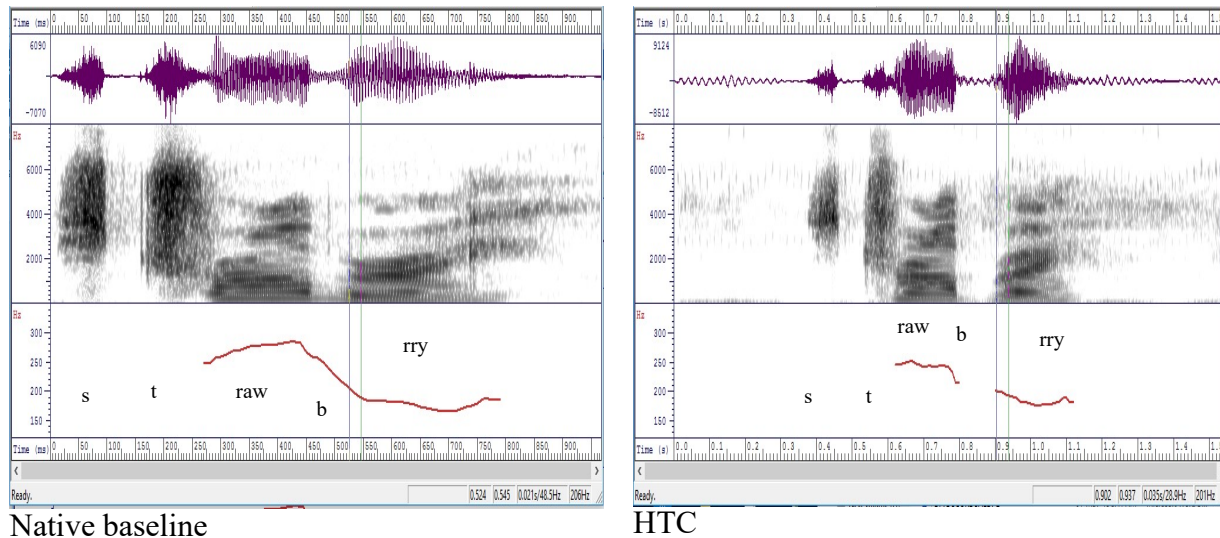 Time (ms) 0 50 100 150 200 250 300 350 400 450 500 550 600 650 700 750 800 850 900
6090
-7070
Hz
6000
4000
2000
Hz
300
250
200
150
s t raw b rry
Time (ms) 0 50 100 150 200 250 300 350 400 450 500 550 600 650 700 750 800 850 900
Ready. 0.524 0.545 0.021s/48.5Hz 206Hz
Native baseline
Time (s) 0.0 0.1 0.2 0.3 0.4 0.5 0.6 0.7 0.8 0.9 1.0 1.1 1.2 1.3 1.4
9124
-8512
Hz
6000
4000
2000
Hz
300
250
200
150
raw b
s t rry
Time (s) 0.0 0.1 0.2 0.3 0.4 0.5 0.6 0.7 0.8 0.9 1.0 1.1 1.2 1.3 1.4
Ready. 0.902 0.937 0.035s/28.9Hz 201Hz
HTC